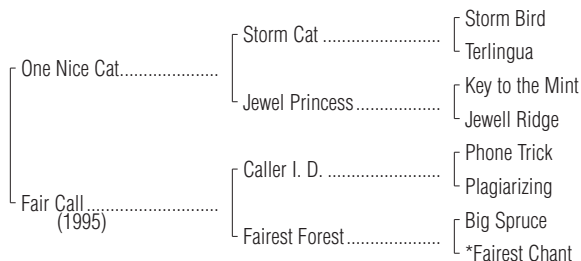 Storm Bird
Storm Cat ........................
Terlingua
One Nice Cat....................
Key to the Mint
Jewel Princess.................
Jewell Ridge
Phone Trick
Caller I. D. .......................
Plagiarizing
Fair Call ...........................
(1995)
Big Spruce
Fairest Forest...................
*Fairest Chant